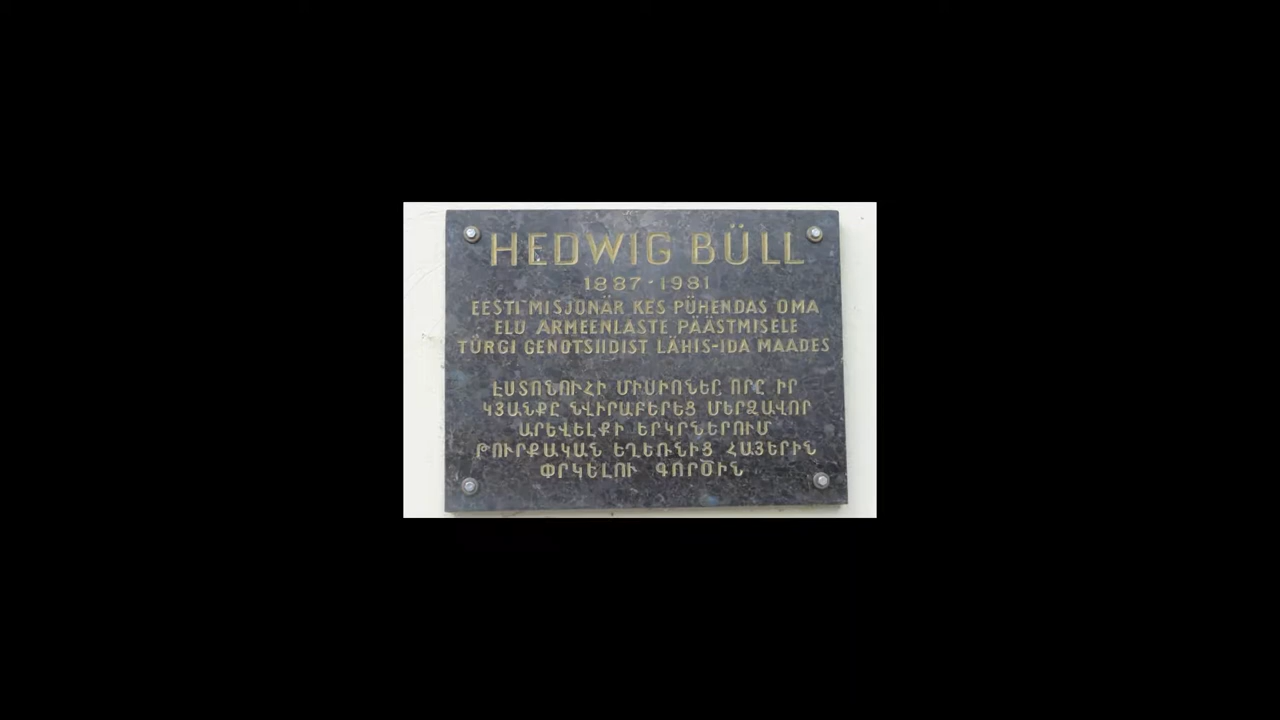 HEDWIG BÜLL
1887-1981
EESTI MISJONÄR KES PÜHENDAS OMA
ELU ARMEENLASTE PÄÄSTMISELE
TÜRGI GENOTSIIDIST LÄHIS-IDA MAADES
ԷՍՏՈՆՈՒՀԻ ՄԻՍԻՈՆԵՐ ՈՐԸ ԻՐ
ԿՅԱՆՔԸ ՆՎԻՐԱԲԵՐԵՑ ՄԵՐՁԱՎՈՐ
ԱՐԵՎԵԼՔԻ ԵՐԿՐՆԵՐՈՒՄ
ԹՈՒՐՔԱԿԱՆ ԵՂԵՌՆԻՑ ՀԱՅԵՐԻՆ
ՓՐԿԵԼՈՒ ԳՈՐԾԻՆ